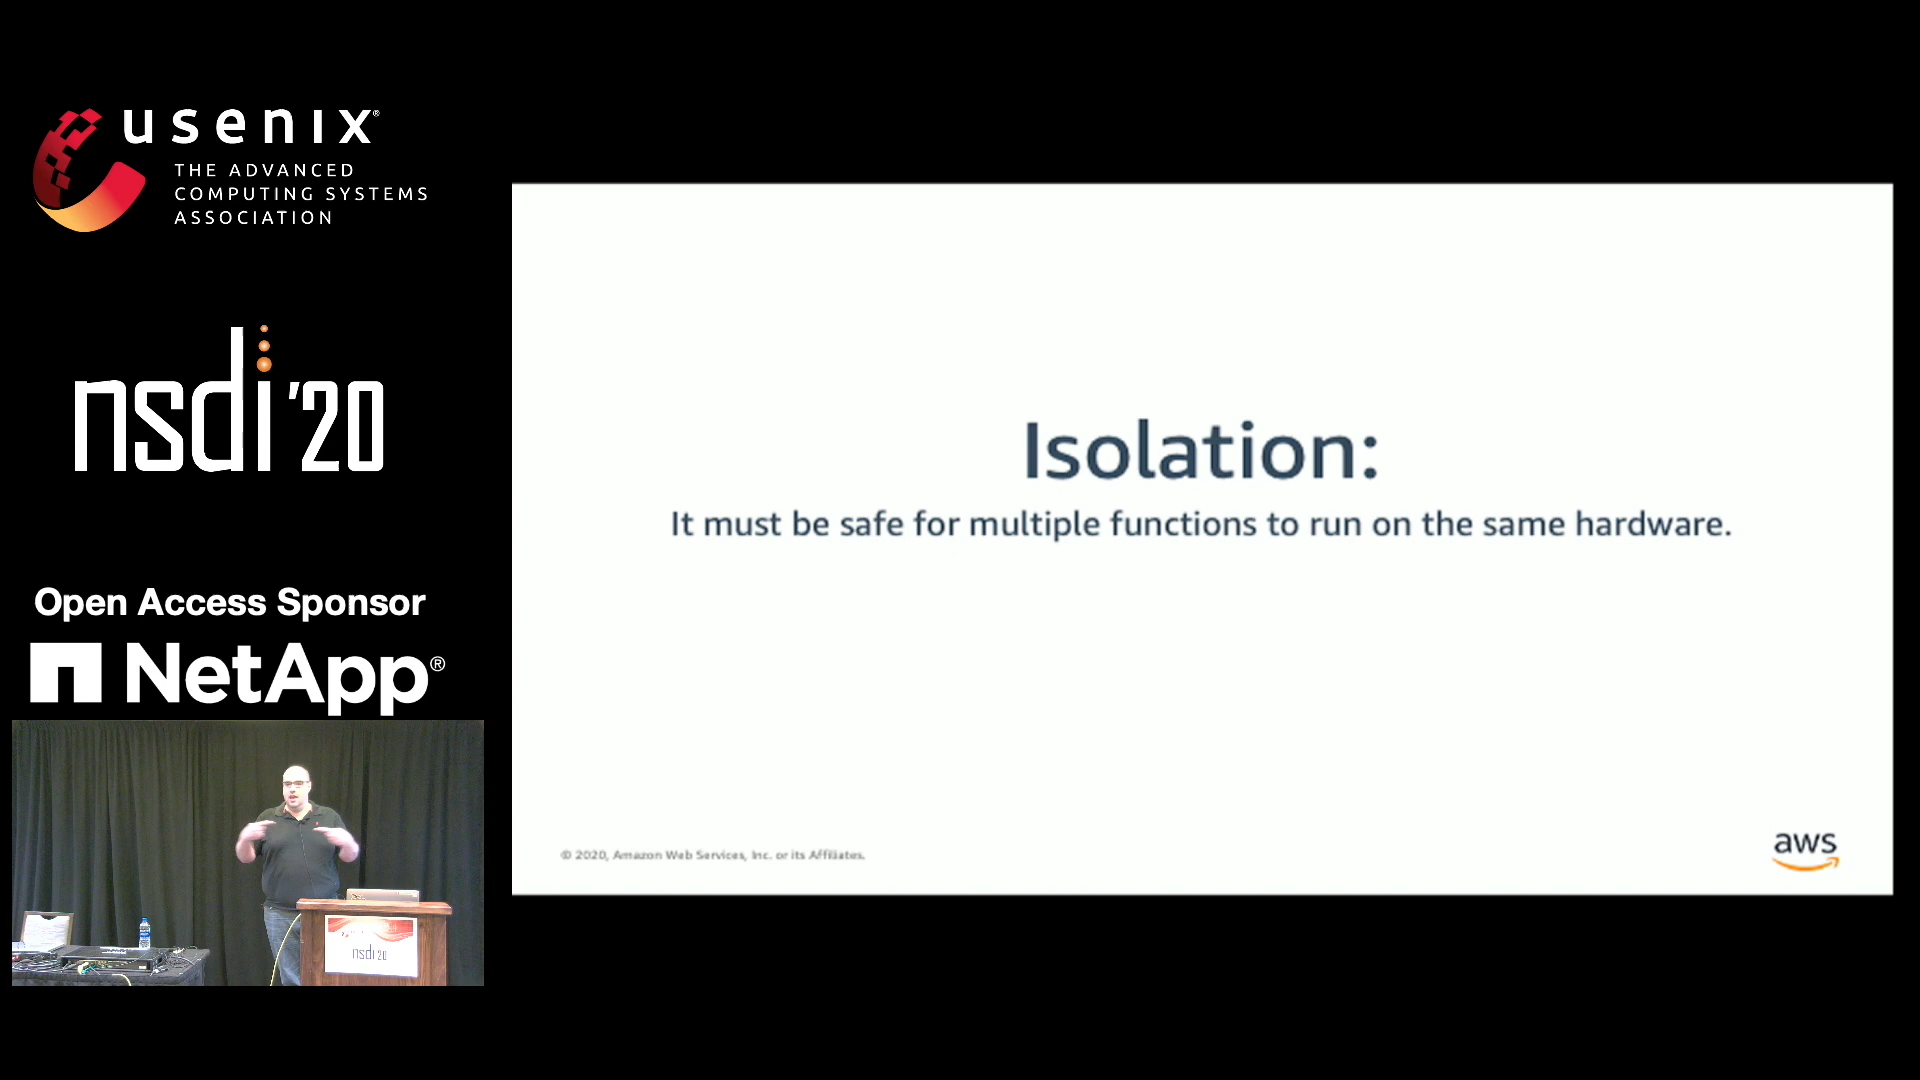 usenix®
THE ADVANCED
COMPUTING SYSTEMS
ASSOCIATION
nsdi'20
Open Access Sponsor
NetApp®
Isolation:
It must be safe for multiple functions to run on the same hardware.
© 2020, Amazon Web Services, Inc. or its Affiliates.
aws
nsdi 20